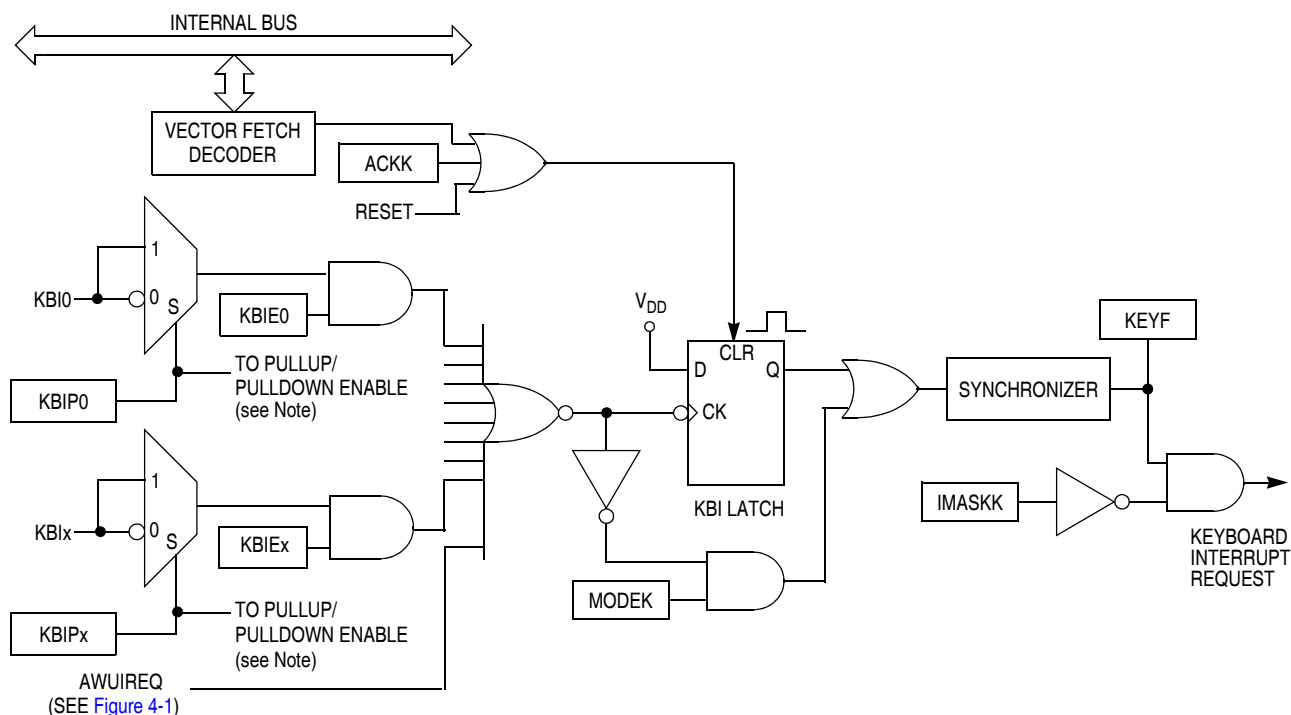 INTERNAL BUS
VECTOR FETCH
DECODER
ACKK
RESET
1
KBI0
0
S
KBIE0
TO PULLUP/
PULLDOWN ENABLE
(see Note)
KBIP0
VDD
CLR
D
Q
CK
KBI LATCH
KEYF
SYNCHRONIZER
1
KBIx
0
S
KBIEx
TO PULLUP/
PULLDOWN ENABLE
(see Note)
KBIPx
MODEK
IMASKK
KEYBOARD
INTERRUPT
REQUEST
AWUIREQ
(SEE Figure 4-1)